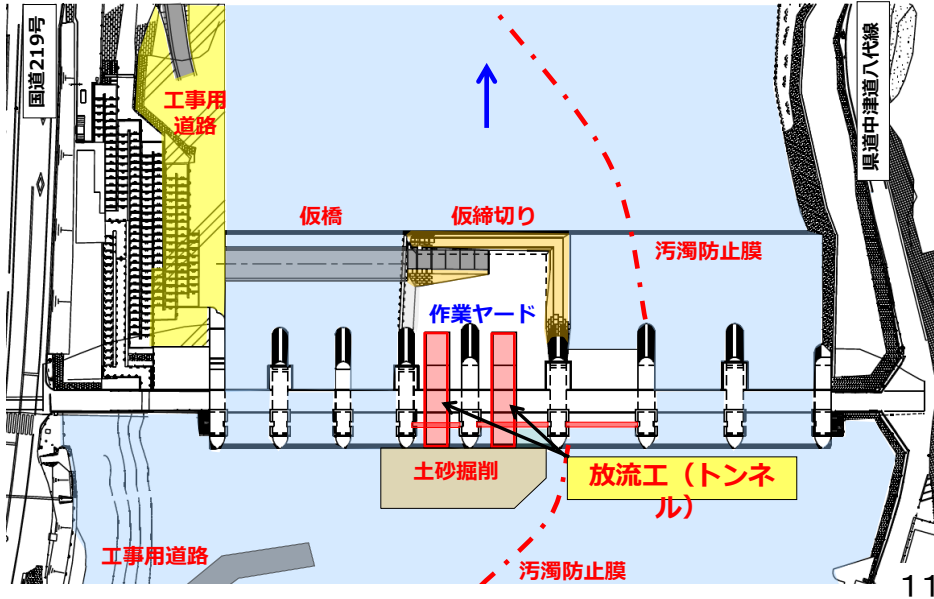 国道219号
工事用
道路
県道中津道八代線
仮橋
仮締切り
汚濁防止膜
作業ヤード
土砂掘削
放流工（トンネ
ル）
工事用道路
汚濁防止膜
11